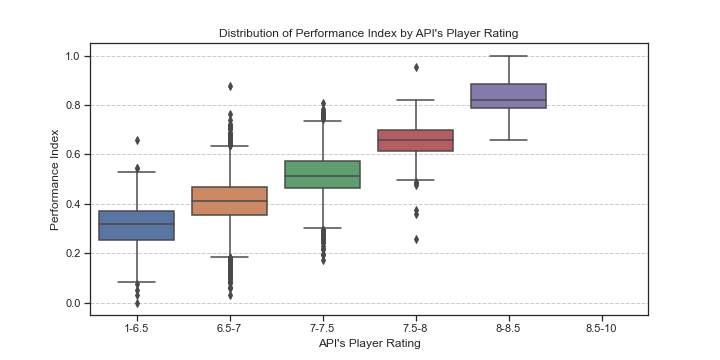 Distribution of Performance Index by API's Player Rating
Performance Index
1.0
0.8
0.6
0.4
0.2
0.0
1-6.5 6.5-7 7-7.5 7.5-8 8-8.5 8.5-10
API's Player Rating